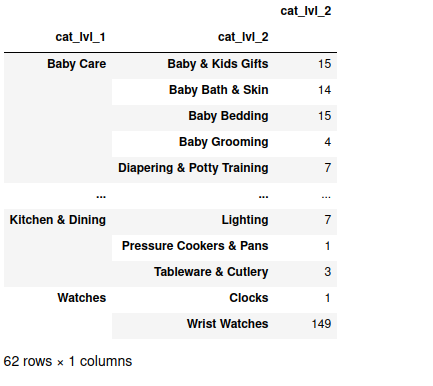 cat_lvl_2
cat_lvl_1 cat_lvl_2
Baby Care Baby & Kids Gifts 15
Baby Bath & Skin 14
Baby Bedding 15
Baby Grooming 4
Diapering & Potty Training 7
... ... ...
Kitchen & Dining Lighting 7
Pressure Cookers & Pans 1
Tableware & Cutlery 3
Watches Clocks 1
Wrist Watches 149
62 rows × 1 columns